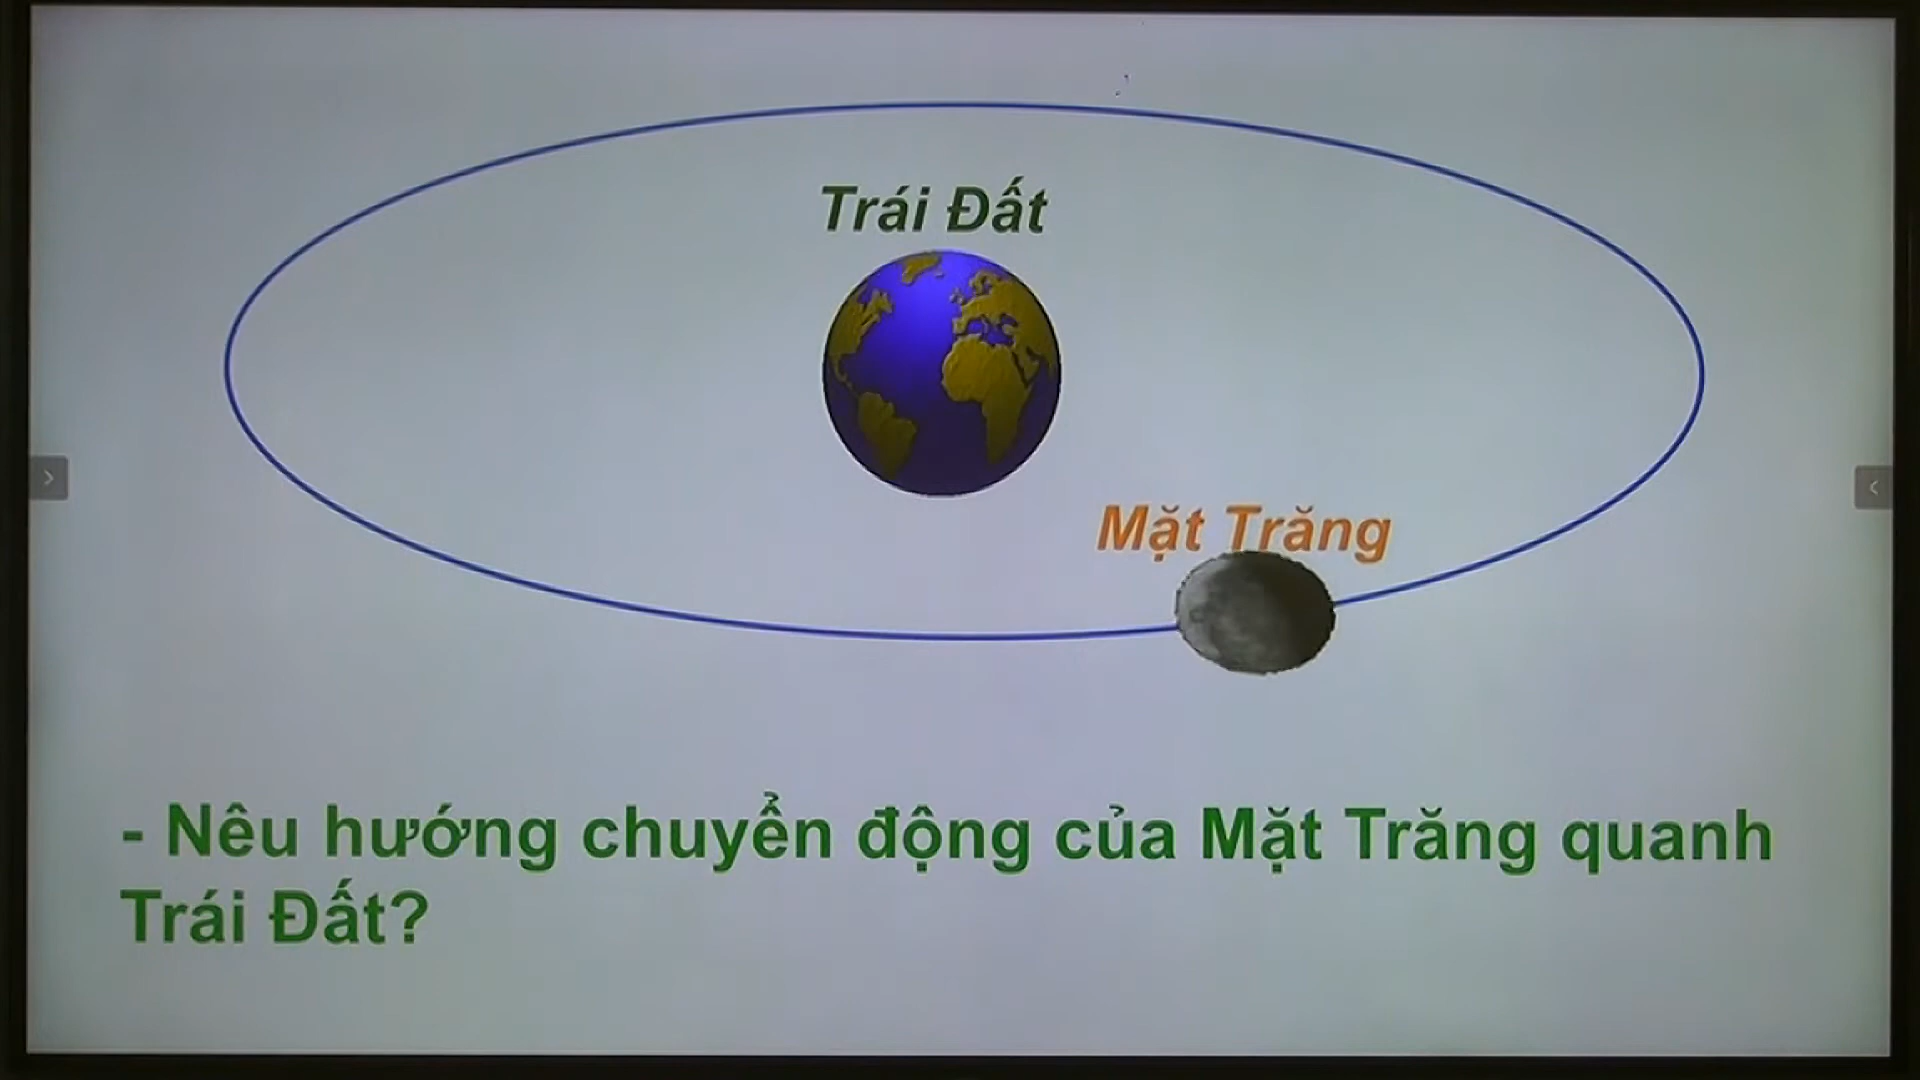 Trái Đất
Mặt Trăng
- Nêu hướng chuyển động của Mặt Trăng quanh
Trái Đất?